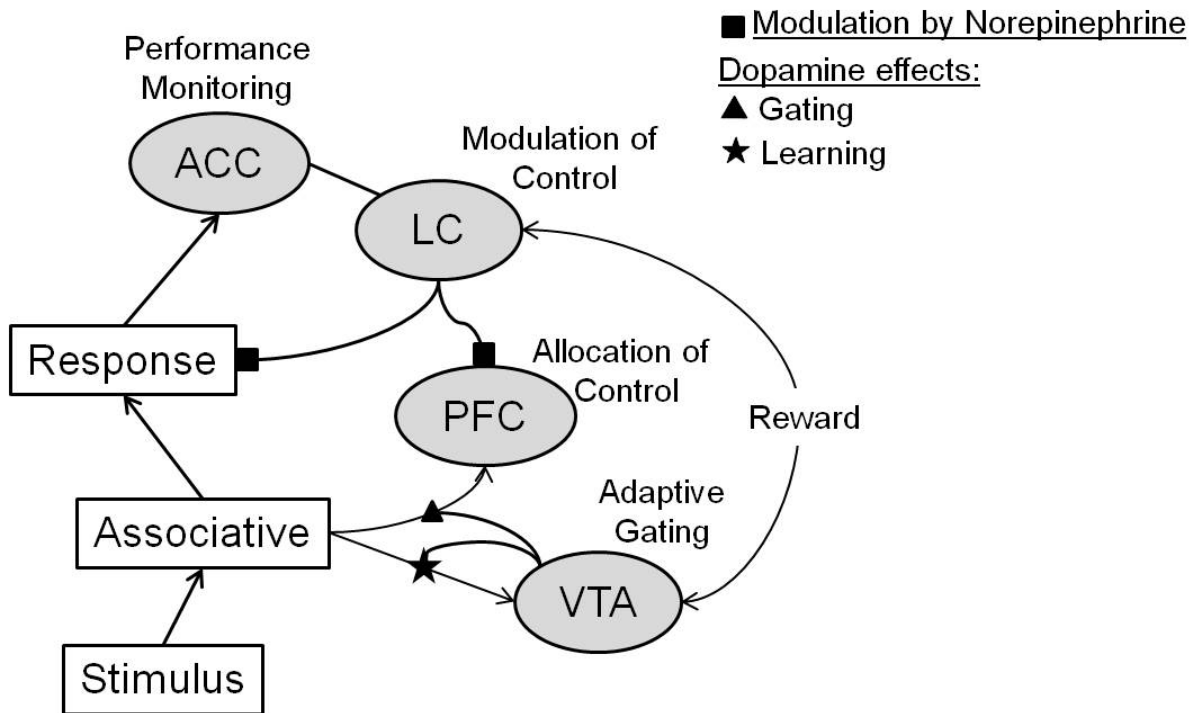 Modulation by Norepinephrine
Dopamine effects:
Gating
Learning
Performance
Monitoring
ACC
Modulation of
Control
LC
Response
Allocation of
Control
PFC
Reward
Associative
Adaptive
Gating
VTA
Stimulus